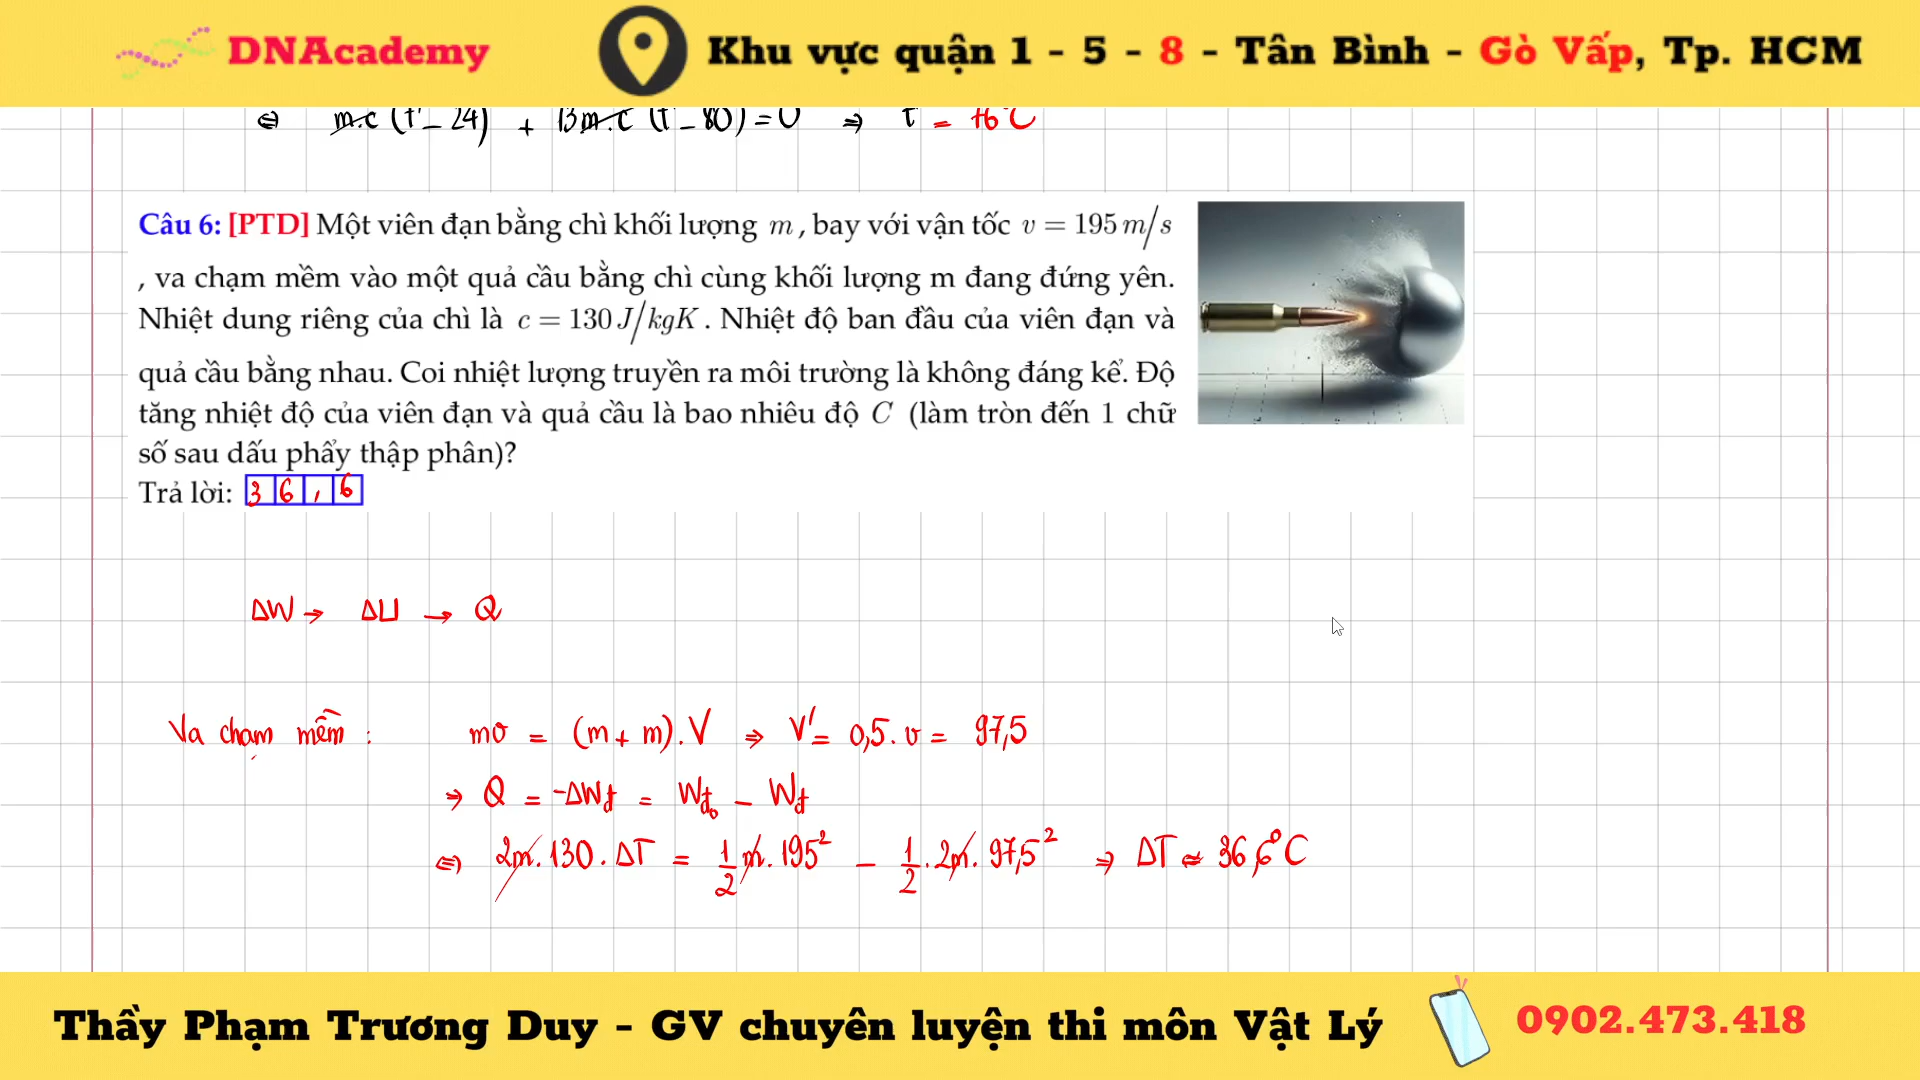 DNAcademy
Khu vực quận 1 - 5 - 8 - Tân Bình - Gò Vấp, Tp. HCM
⇔ m.c (t - 24) + 13m.c (t - 80) = 0 ⇒ t = 76°C
Câu 6: [PTD] Một viên đạn bằng chì khối lượng m, bay với vận tốc v = 195 m/s
, va chạm mềm vào một quả cầu bằng chì cùng khối lượng m đang đứng yên.
Nhiệt dung riêng của chì là c = 130 J/kgK. Nhiệt độ ban đầu của viên đạn và
quả cầu bằng nhau. Coi nhiệt lượng truyền ra môi trường là không đáng kể. Độ
tăng nhiệt độ của viên đạn và quả cầu là bao nhiêu độ C (làm tròn đến 1 chữ
số sau dấu phẩy thập phân)?
Trả lời: 36,6
ΔW → ΔU → Q
Va chạm mềm : mv = (m + m).V ⇒ V' = 0,5.v = 97,5
⇒ Q = -ΔWđ = Wđ₀ - Wđ
⇔ 2m.130.ΔT = 1/2 m.195² - 1/2.2m.97,5² ⇒ ΔT ≈ 36,6°C
Thầy Phạm Trương Duy - GV chuyên luyện thi môn Vật Lý
0902.473.418